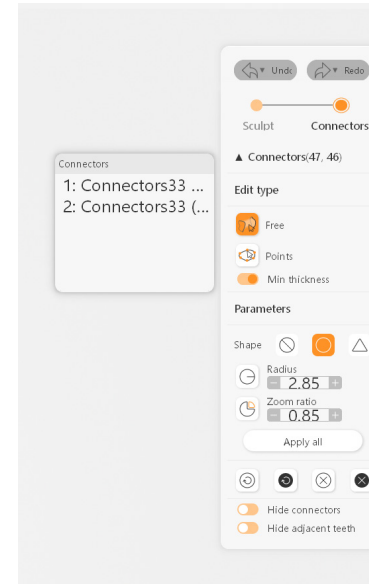 Undo
Redo
Sculpt
Connectors
▲ Connectors(47, 46)
Connectors
1: Connectors33 ...
2: Connectors33 (...
Edit type
Free
Points
Min thickness
Parameters
Shape
Radius
- 2.85 +
Zoom ratio
- 0.85 +
Apply all
Hide connectors
Hide adjacent teeth